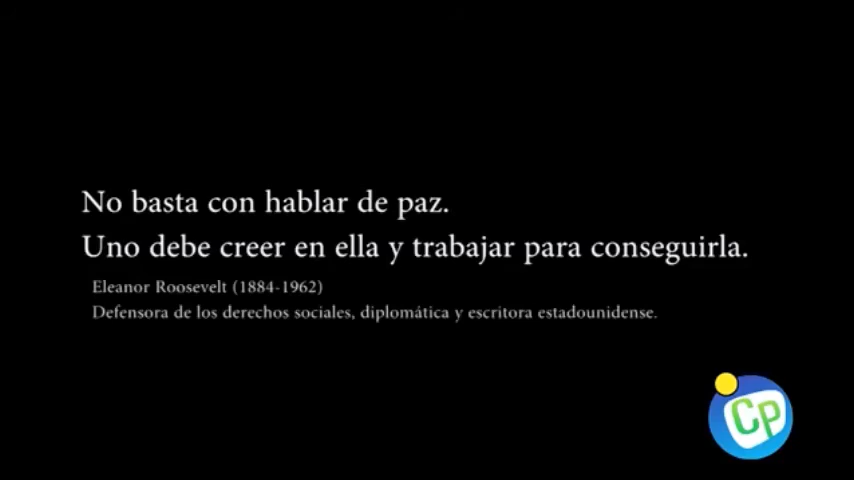 No basta con hablar de paz.
Uno debe creer en ella y trabajar para conseguirla.
Eleanor Roosevelt (1884-1962)
Defensora de los derechos sociales, diplomática y escritora estadounidense.
CP